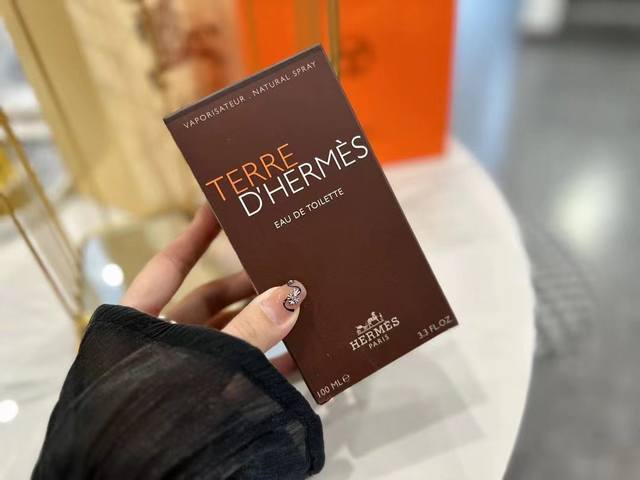 VAPORISATEUR . NATURAL SPRAY
TERRE
D'HERMÈS
EAU DE TOILETTE
HERMÈS
PARIS
100 ML ℮
3.3 FL.OZ.